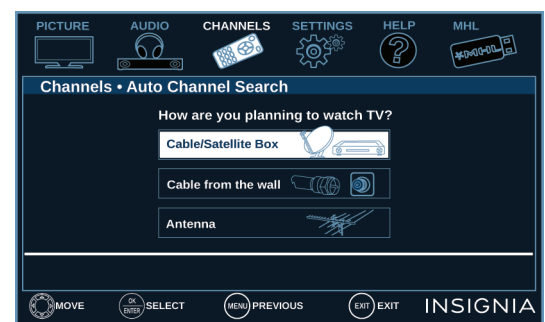 PICTURE AUDIO CHANNELS SETTINGS HELP MHL
MHL
Channels • Auto Channel Search
How are you planning to watch TV?
Cable/Satellite Box
Cable from the wall
Antenna
MOVE OK ENTER SELECT MENU PREVIOUS EXIT EXIT INSIGNIA